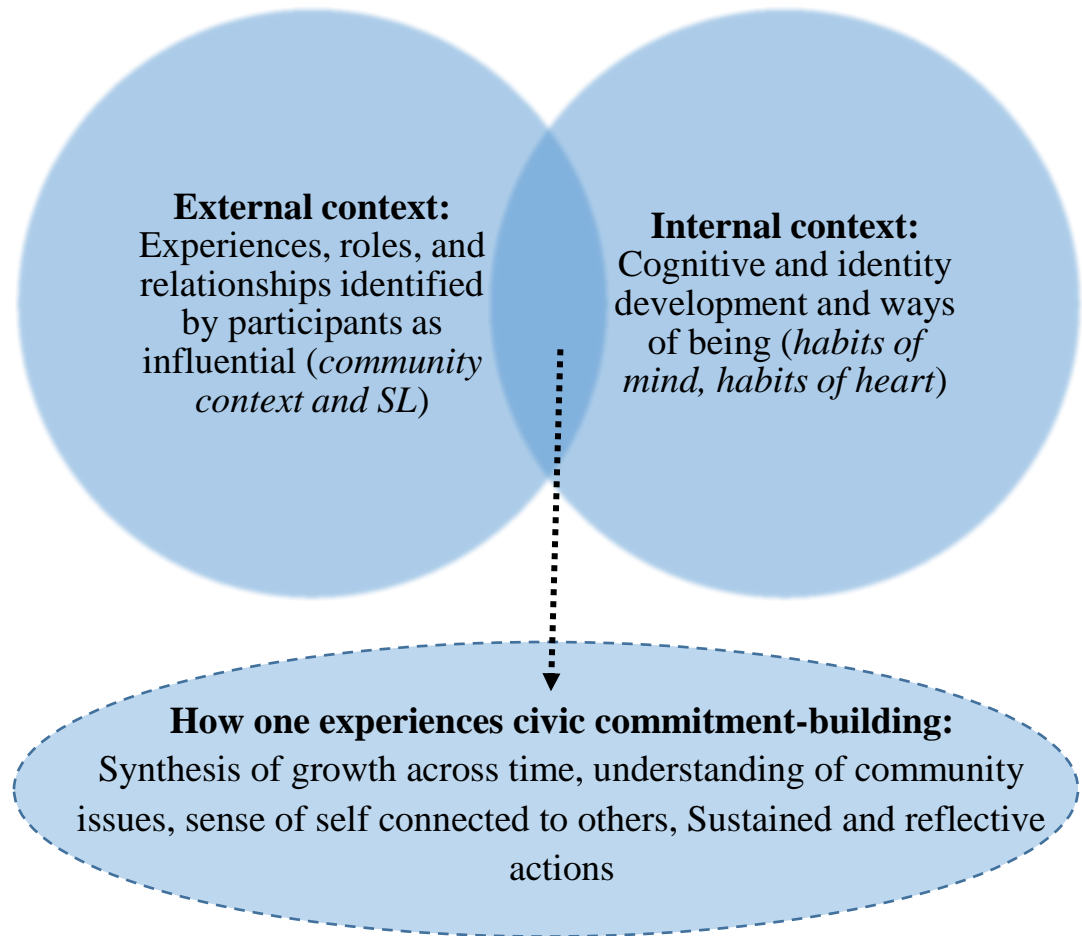 External context:
Experiences, roles, and
relationships identified
by participants as
influential (community
context and SL)
Internal context:
Cognitive and identity
development and ways
of being (habits of
mind, habits of heart)
How one experiences civic commitment-building:
Synthesis of growth across time, understanding of community
issues, sense of self connected to others, Sustained and reflective
actions